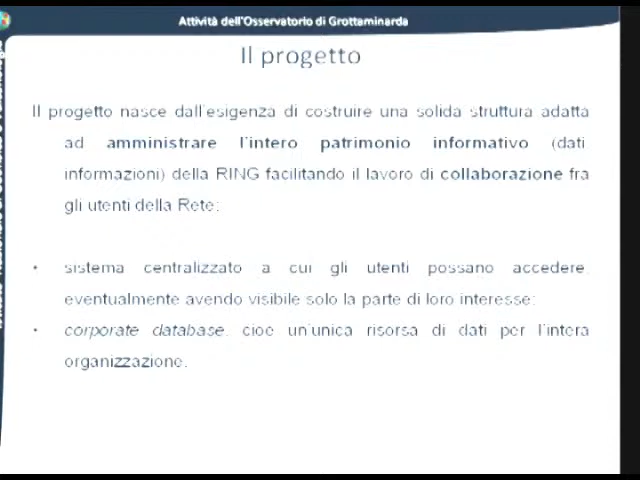 Attività dell'Osservatorio di Grottaminarda
Il progetto
Il progetto nasce dall'esigenza di costruire una solida struttura adatta
ad amministrare l'intero patrimonio informativo (dati
informazioni) della RING facilitando il lavoro di collaborazione fra
gli utenti della Rete:
• sistema centralizzato a cui gli utenti possano accedere,
eventualmente avendo visibile solo la parte di loro interesse;
• corporate database, cioè un'unica risorsa di dati per l'intera
organizzazione.